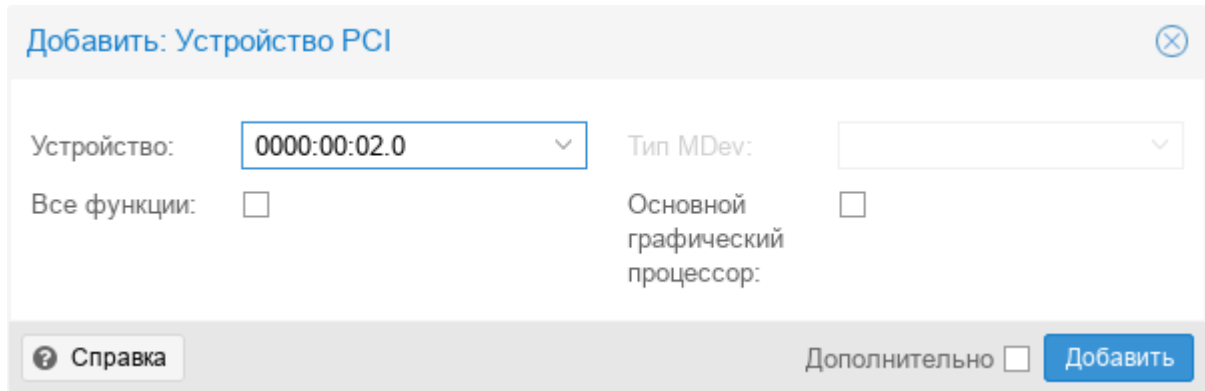 Добавить: Устройство PCI
Устройство: 0000:00:02.0 Тип MDev:
Все функции: Основной
графический
процессор:
Справка Дополнительно Добавить